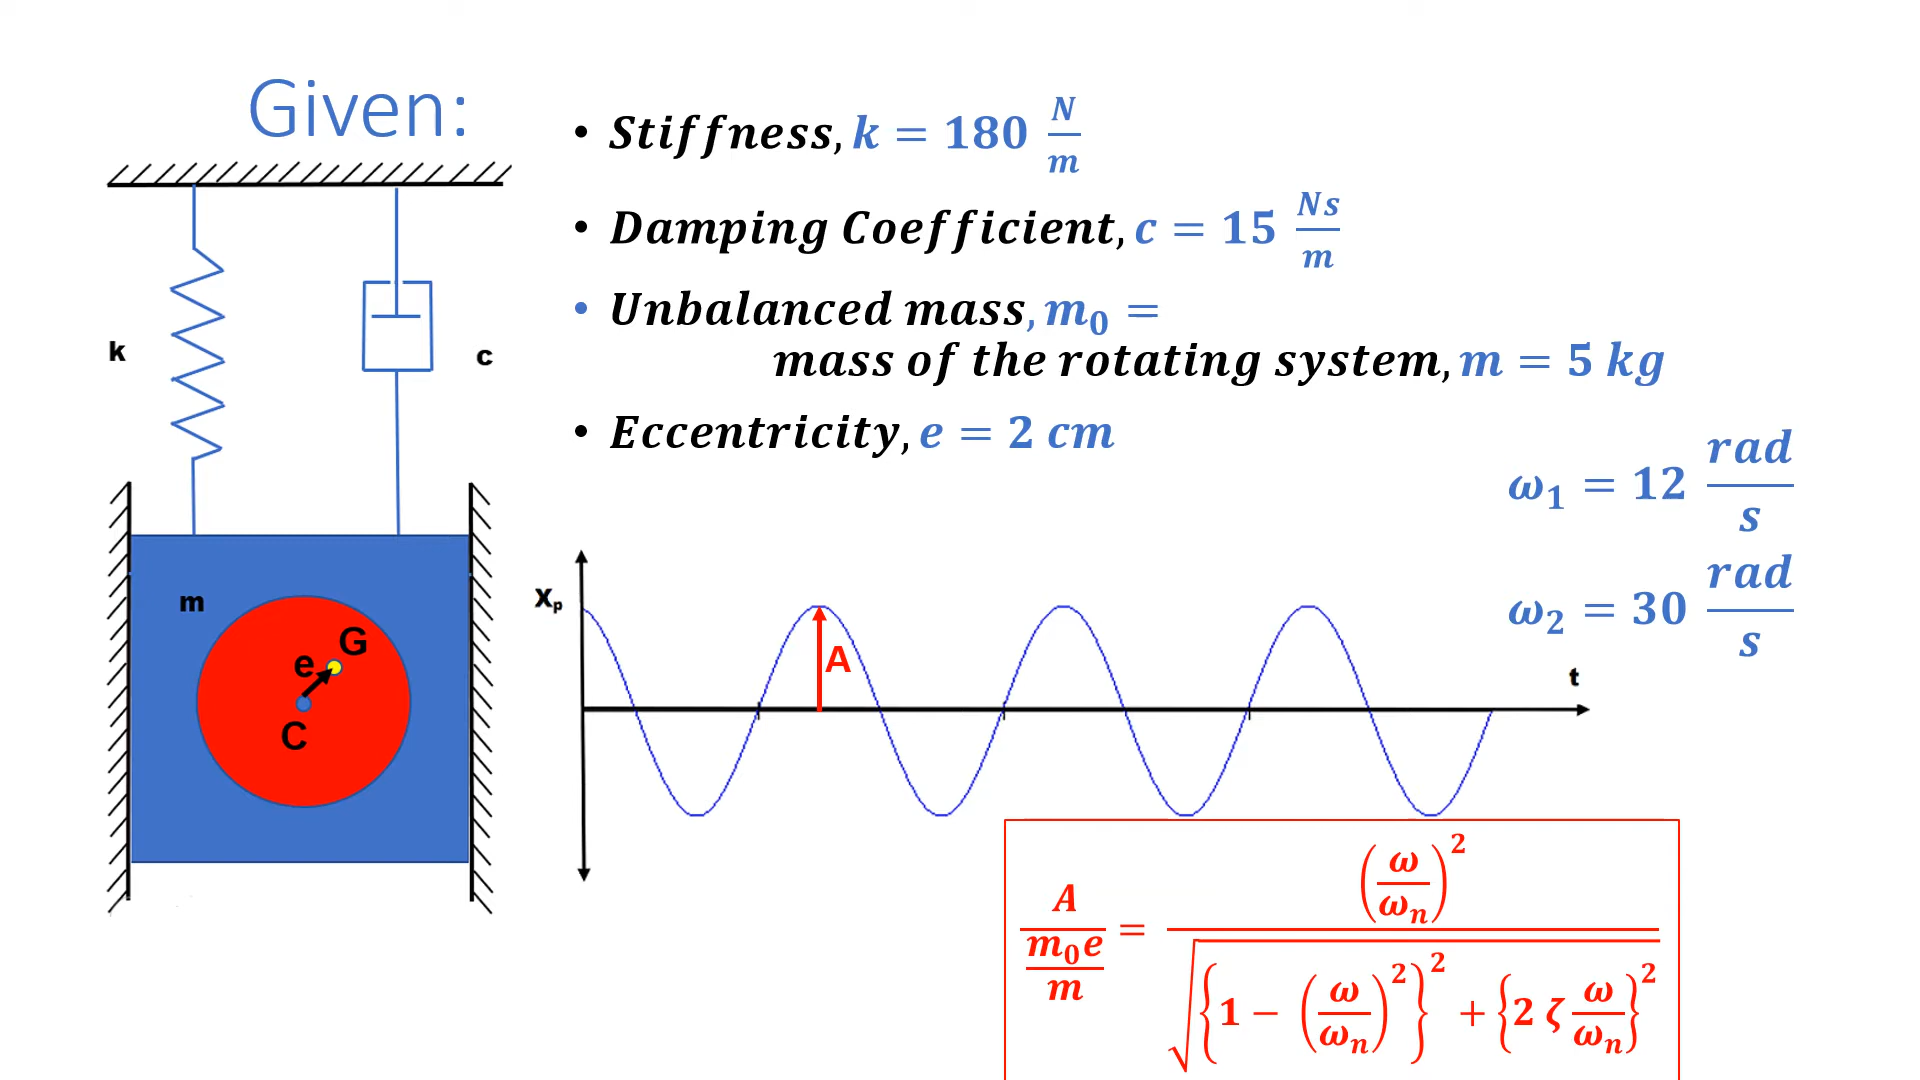 Given:
• Stiffness, k = 180 N/m
• Damping Coefficient, c = 15 Ns/m
• Unbalanced mass, m₀ =
mass of the rotating system, m = 5 kg
• Eccentricity, e = 2 cm
ω₁ = 12 rad/s
ω₂ = 30 rad/s
k
c
m
G
e
C
Xₚ
A
t
A/(m₀e/m) = (ω/ωₙ)² / √({1 − (ω/ωₙ)²}² + {2 ζ ω/ωₙ}²)